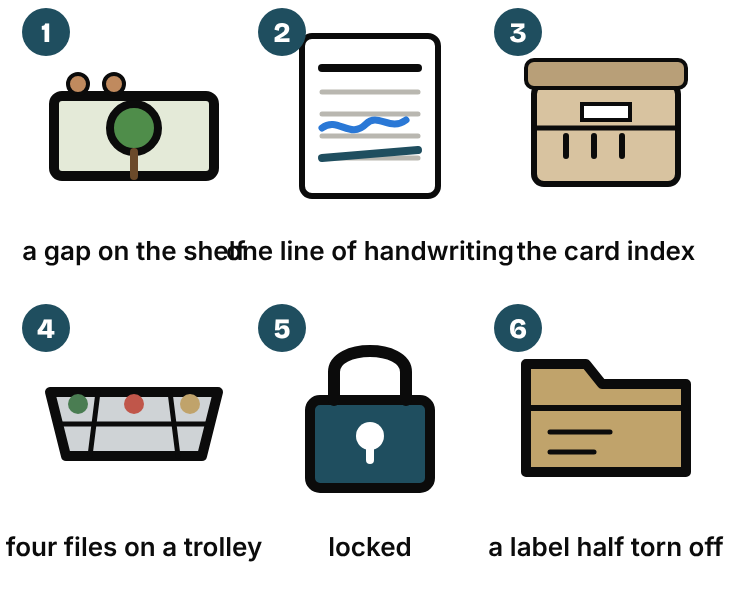 1
2
3
a gap on the shelf
one line of handwriting
the card index
4
5
6
four files on a trolley
locked
a label half torn off